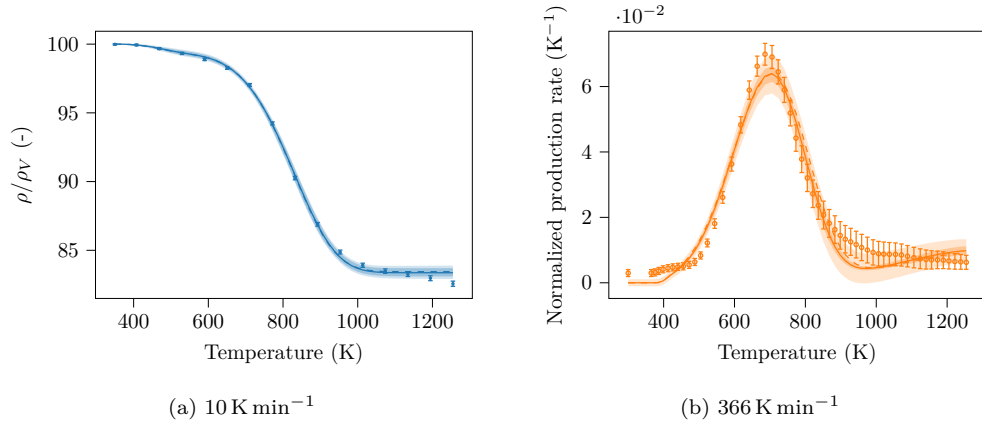 100
95
90
85
400 600 800 1000 1200
ρ/ρv (-)
Temperature (K)
(a) 10 K min⁻¹
·10⁻²
6
4
2
0
400 600 800 1000 1200
Normalized production rate (K⁻¹)
Temperature (K)
(b) 366 K min⁻¹